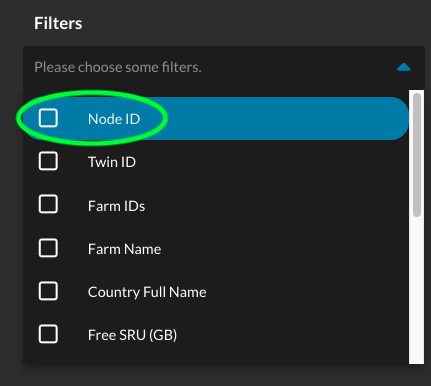 Filters
Please choose some filters.
Node ID
Twin ID
Farm IDs
Farm Name
Country Full Name
Free SRU (GB)